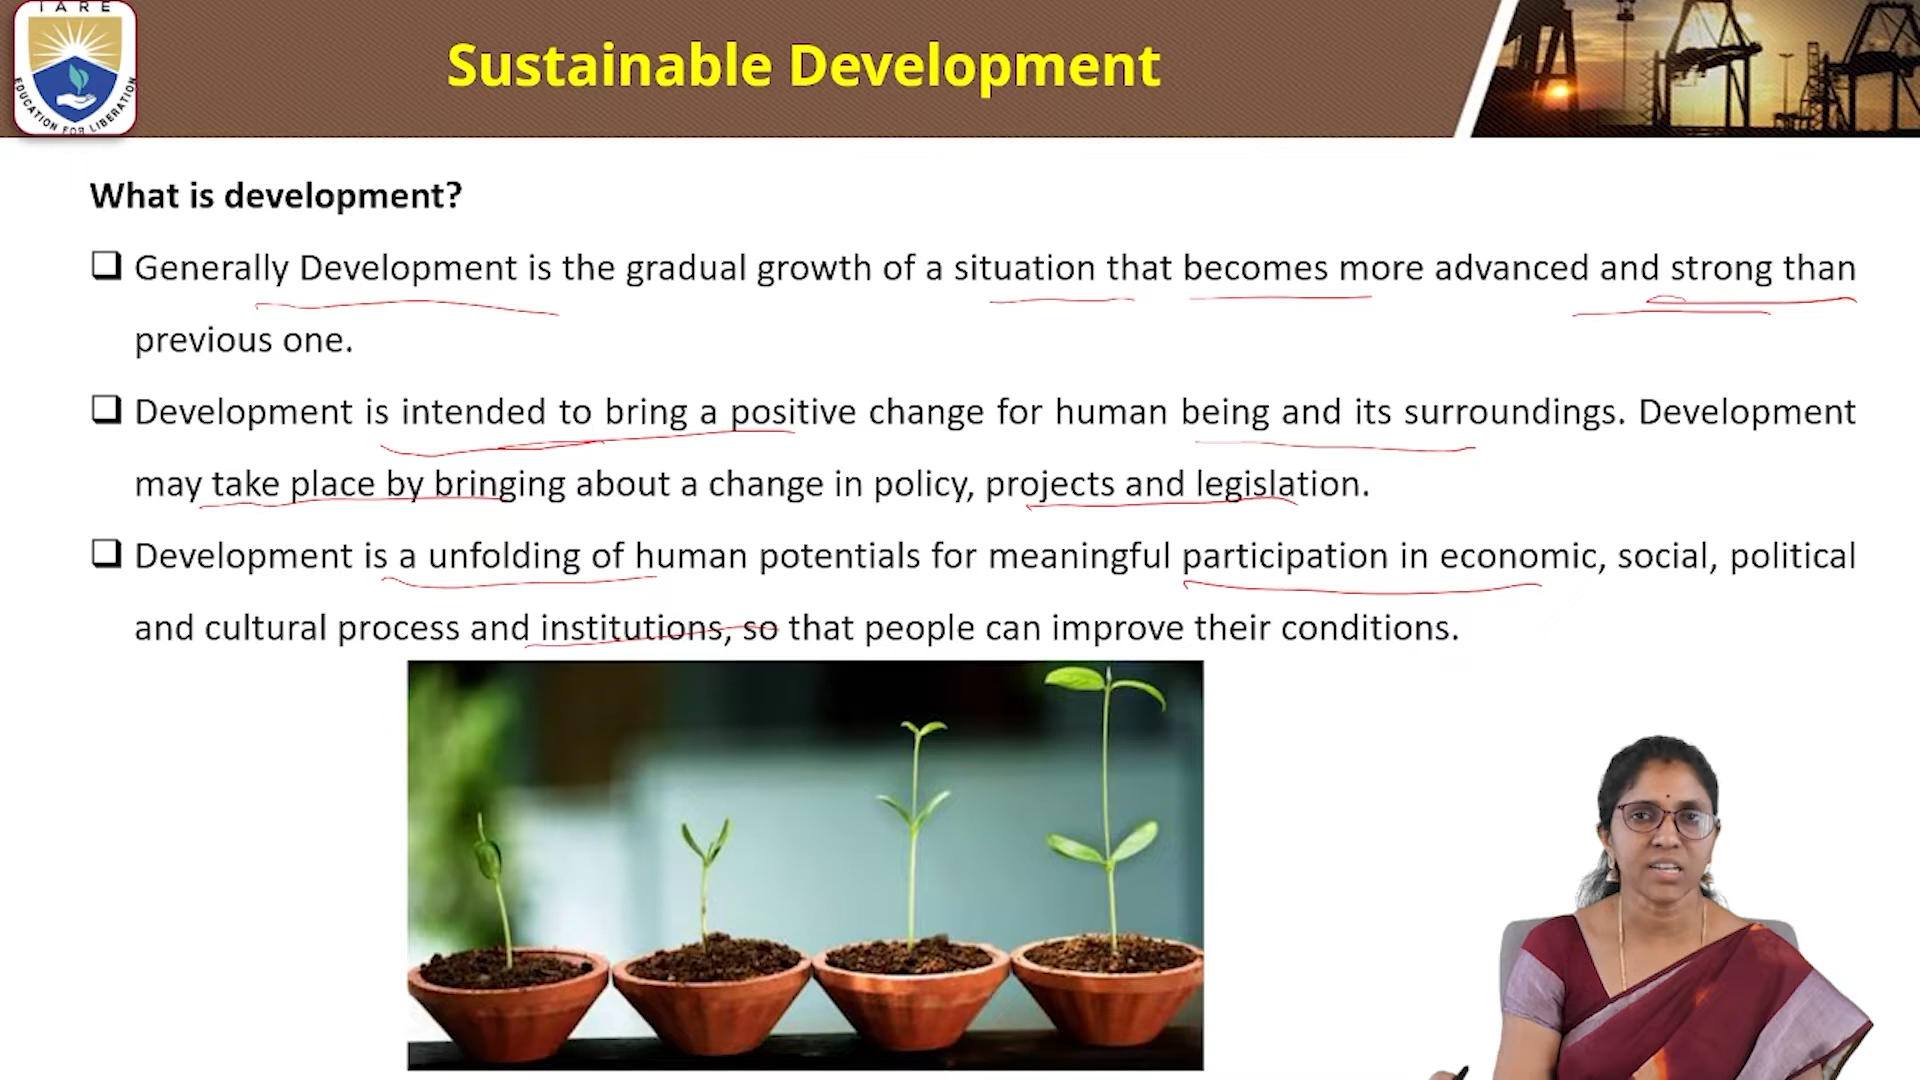 IARE
EDUCATION FOR LIBERATION
Sustainable Development
What is development?
❑ Generally Development is the gradual growth of a situation that becomes more advanced and strong than
previous one.
❑ Development is intended to bring a positive change for human being and its surroundings. Development
may take place by bringing about a change in policy, projects and legislation.
❑ Development is a unfolding of human potentials for meaningful participation in economic, social, political
and cultural process and institutions, so that people can improve their conditions.